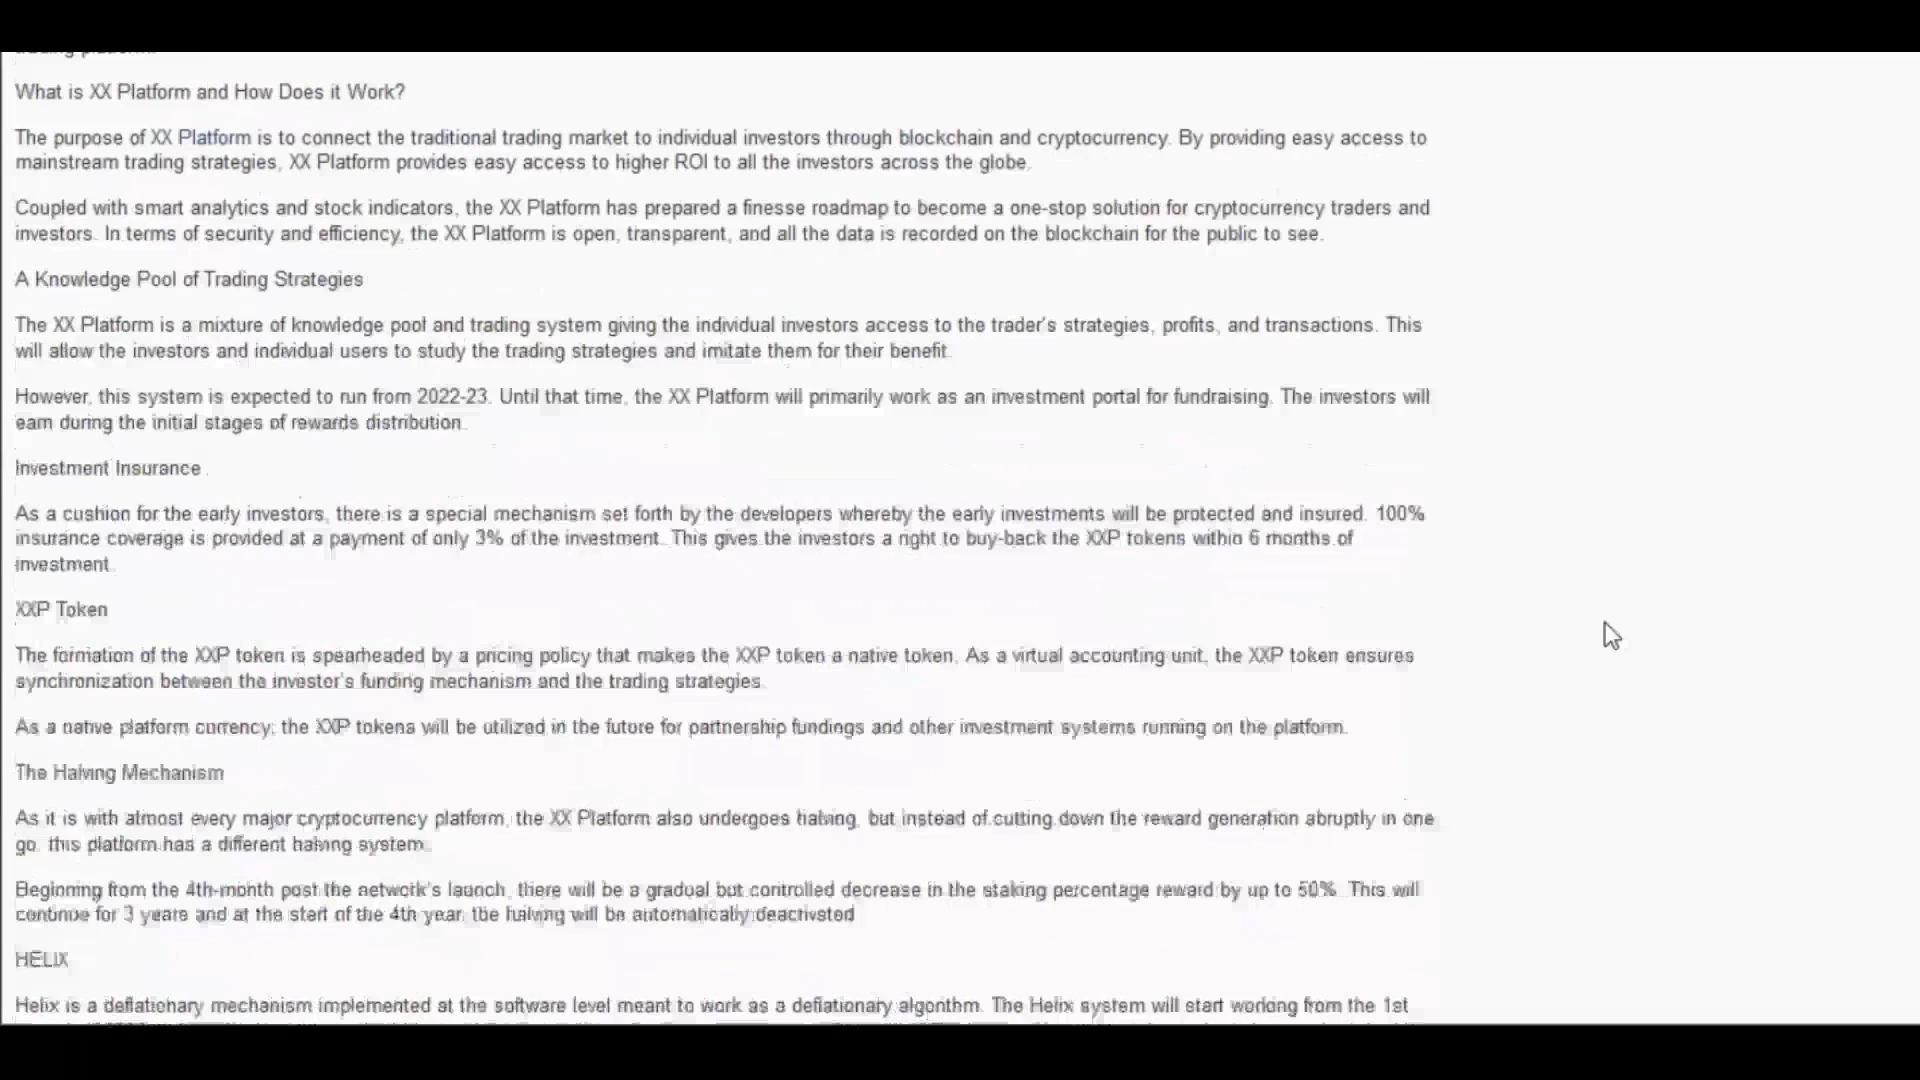 What is XX Platform and How Does it Work?
The purpose of XX Platform is to connect the traditional trading market to individual investors through blockchain and cryptocurrency. By providing easy access to
mainstream trading strategies, XX Platform provides easy access to higher ROI to all the investors across the globe.
Coupled with smart analytics and stock indicators, the XX Platform has prepared a finesse roadmap to become a one-stop solution for cryptocurrency traders and
investors. In terms of security and efficiency, the XX Platform is open, transparent, and all the data is recorded on the blockchain for the public to see.
A Knowledge Pool of Trading Strategies
The XX Platform is a mixture of knowledge pool and trading system giving the individual investors access to the trader's strategies, profits, and transactions. This
will allow the investors and individual users to study the trading strategies and imitate them for their benefit.
However, this system is expected to run from 2022-23. Until that time, the XX Platform will primarily work as an investment portal for fundraising. The investors will
earn during the initial stages of rewards distribution.
Investment Insurance
As a cushion for the early investors, there is a special mechanism set forth by the developers whereby the early investments will be protected and insured. 100%
insurance coverage is provided at a payment of only 3% of the investment. This gives the investors a right to buy-back the XXP tokens within 6 months of
investment.
XXP Token
The formation of the XXP token is spearheaded by a pricing policy that makes the XXP token a native token. As a virtual accounting unit, the XXP token ensures
synchronization between the investor's funding mechanism and the trading strategies.
As a native platform currency, the XXP tokens will be utilized in the future for partnership fundings and other investment systems running on the platform.
The Halving Mechanism
As it is with almost every major cryptocurrency platform, the XX Platform also undergoes halving, but instead of cutting down the reward generation abruptly in one
go, this platform has a different halving system.
Beginning from the 4th-month post the network's launch, there will be a gradual but controlled decrease in the staking percentage reward by up to 50%. This will
continue for 3 years and at the start of the 4th year, the halving will be automatically deactivated
HELIX
Helix is a deflationary mechanism implemented at the software level meant to work as a deflationary algorithm. The Helix system will start working from the 1st